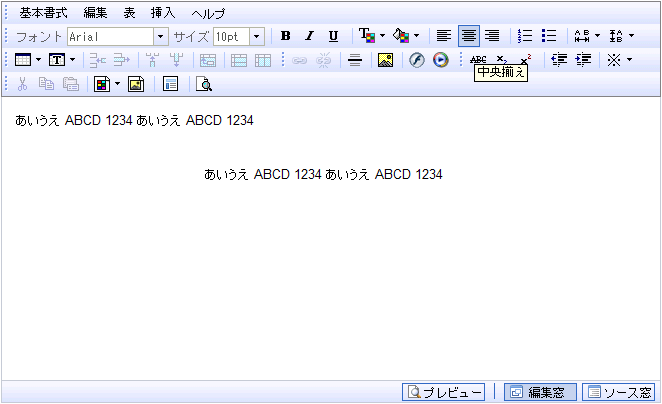 基本書式 編集 表 挿入 ヘルプ
フォント Arial サイズ 10pt B I U T
T ABC x₂ x²
中央揃え
あいうえ ABCD 1234 あいうえ ABCD 1234
あいうえ ABCD 1234 あいうえ ABCD 1234
プレビュー 編集窓 ソース窓